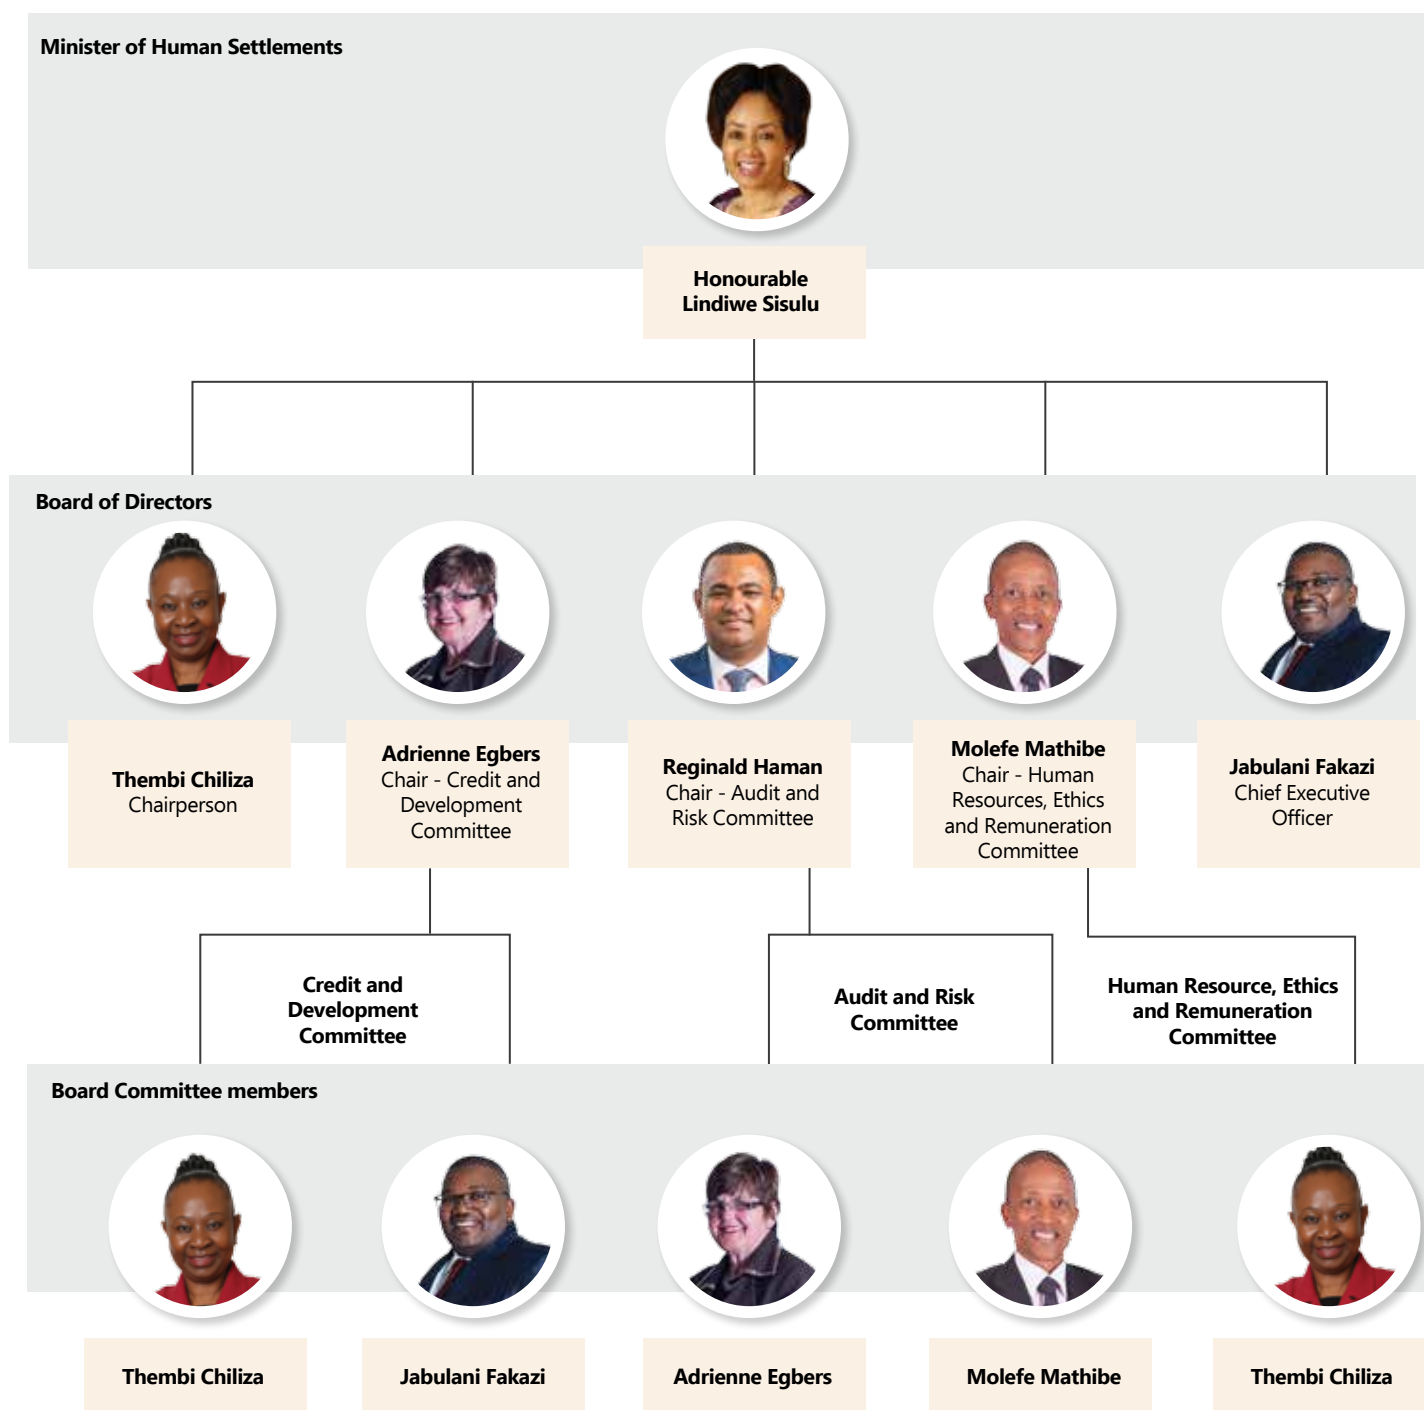 Minister of Human Settlements
Honourable
Lindiwe Sisulu
Board of Directors
Thembi Chiliza
Chairperson
Adrienne Egbers
Chair - Credit and
Development
Committee
Reginald Haman
Chair - Audit and
Risk Committee
Molefe Mathibe
Chair - Human
Resources, Ethics
and Remuneration
Committee
Jabulani Fakazi
Chief Executive
Officer
Credit and
Development
Committee
Audit and Risk
Committee
Human Resource, Ethics
and Remuneration
Committee
Board Committee members
Thembi Chiliza
Jabulani Fakazi
Adrienne Egbers
Molefe Mathibe
Thembi Chiliza